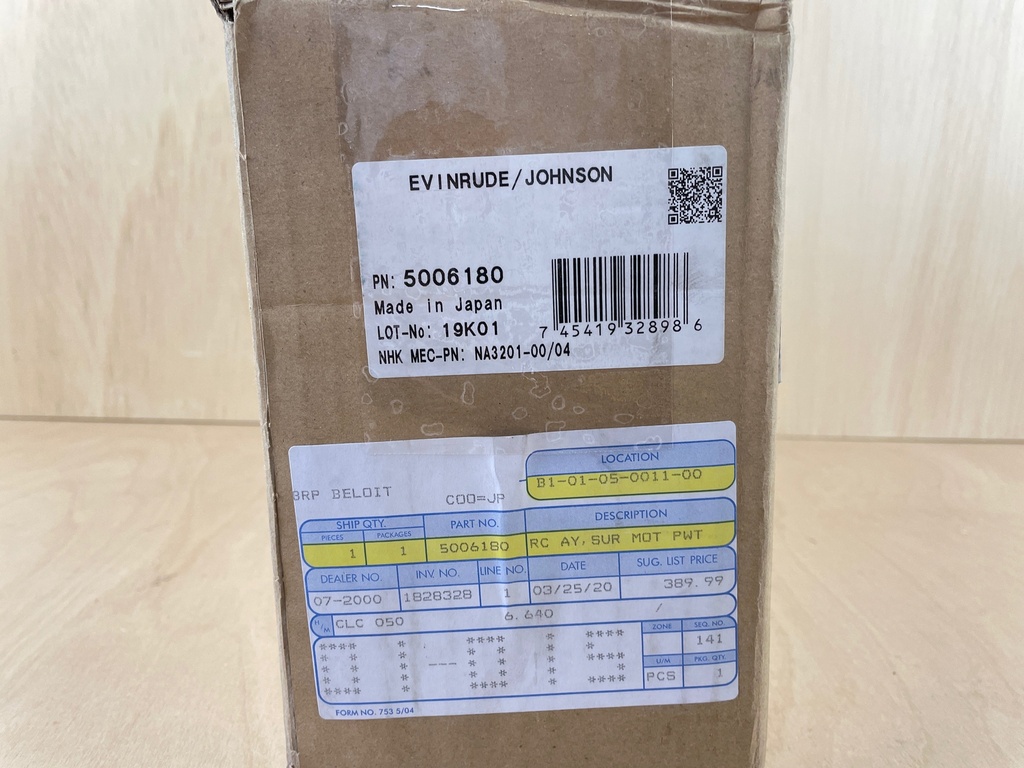 EVINRUDE/JOHNSON
PN: 5006180
Made in Japan
LOT-No: 19K01
NHK MEC-PN: NA3201-00/04
7 45419 32898 6
LOCATION
B1-01-05-0011-00
BRP BELOIT COO=JP
SHIP QTY. PART NO. DESCRIPTION
PIECES PACKAGES
1 1 5006180 RC AY, SUR MOT PWT
DEALER NO. INV. NO. LINE NO. DATE SUG. LIST PRICE
07-2000 1828328 1 03/25/20 389.99
H/M CLC 050 6.640 /
ZONE SEQ. NO.
141
U/M PKG. QTY.
PCS 1
FORM NO. 753 5/04